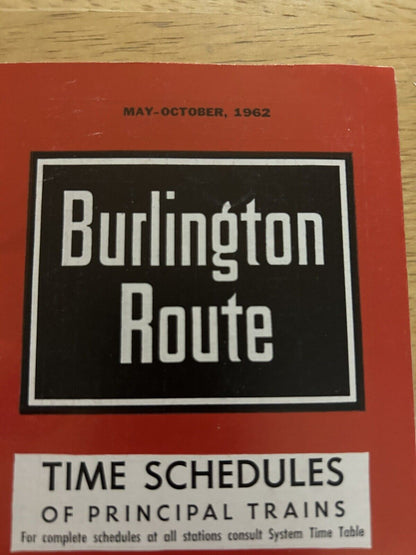 MAY-OCTOBER, 1962
Burlington
Route
TIME SCHEDULES
OF PRINCIPAL TRAINS
For complete schedules at all stations consult System Time Table